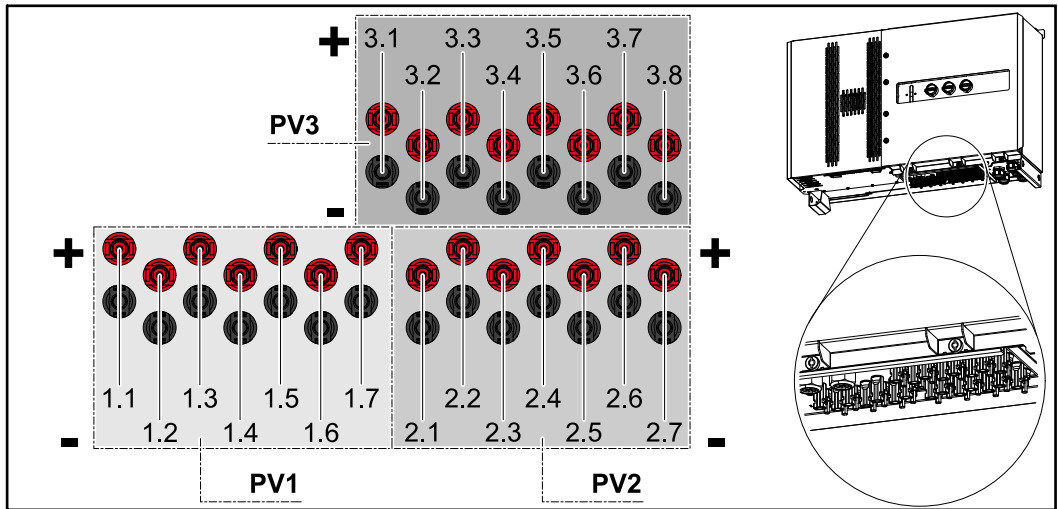 + 3.1 3.3 3.5 3.7
3.2 3.4 3.6 3.8
PV3
-
+ +
1.1 1.3 1.5 1.7 2.2 2.4 2.6
- 1.2 1.4 1.6 2.1 2.3 2.5 2.7 -
PV1 PV2